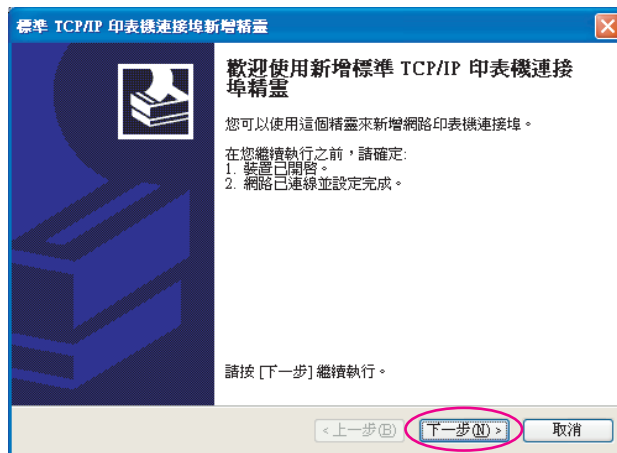 標準 TCP/IP 印表機連接埠新增精靈
歡迎使用新增標準 TCP/IP 印表機連接
埠精靈
您可以使用這個精靈來新增網路印表機連接埠。
在您繼續執行之前，請確定:
1. 裝置已開啟。
2. 網路已連線並設定完成。
請按 [下一步] 繼續執行。
<上一步(B) 下一步(N)> 取消